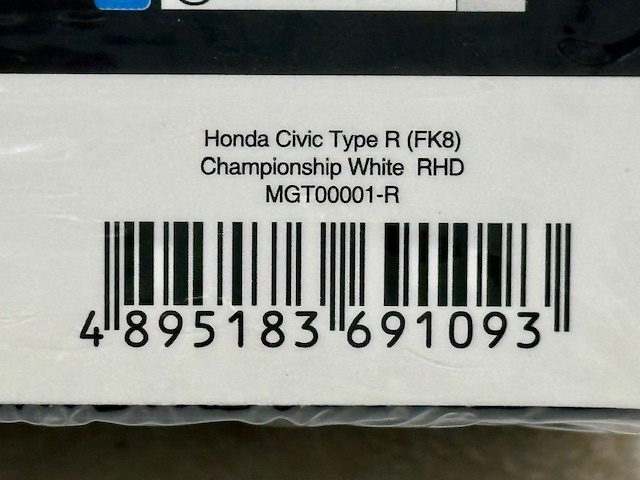 Honda Civic Type R (FK8)
Championship White RHD
MGT00001-R
4 895183 691093